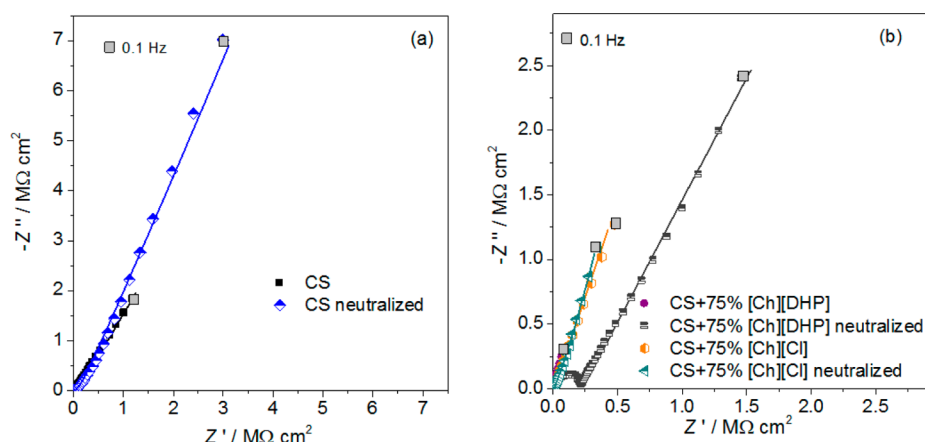 0.1 Hz
(a)
7
6
5
4
3
2
1
0
-Z '' / MΩ cm²
CS
CS neutralized
0 1 2 3 4 5 6 7
Z ' / MΩ cm²
0.1 Hz
(b)
2.5
2.0
1.5
1.0
0.5
0.0
-Z '' / MΩ cm²
CS+75% [Ch][DHP]
CS+75% [Ch][DHP] neutralized
CS+75% [Ch][Cl]
CS+75% [Ch][Cl] neutralized
0.0 0.5 1.0 1.5 2.0 2.5
Z ' / MΩ cm²